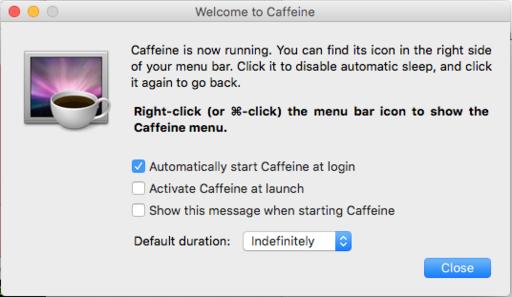 Welcome to Caffeine
Caffeine is now running. You can find its icon in the right side
of your menu bar. Click it to disable automatic sleep, and click
it again to go back.
Right-click (or ⌘-click) the menu bar icon to show the
Caffeine menu.
Automatically start Caffeine at login
Activate Caffeine at launch
Show this message when starting Caffeine
Default duration: Indefinitely
Close